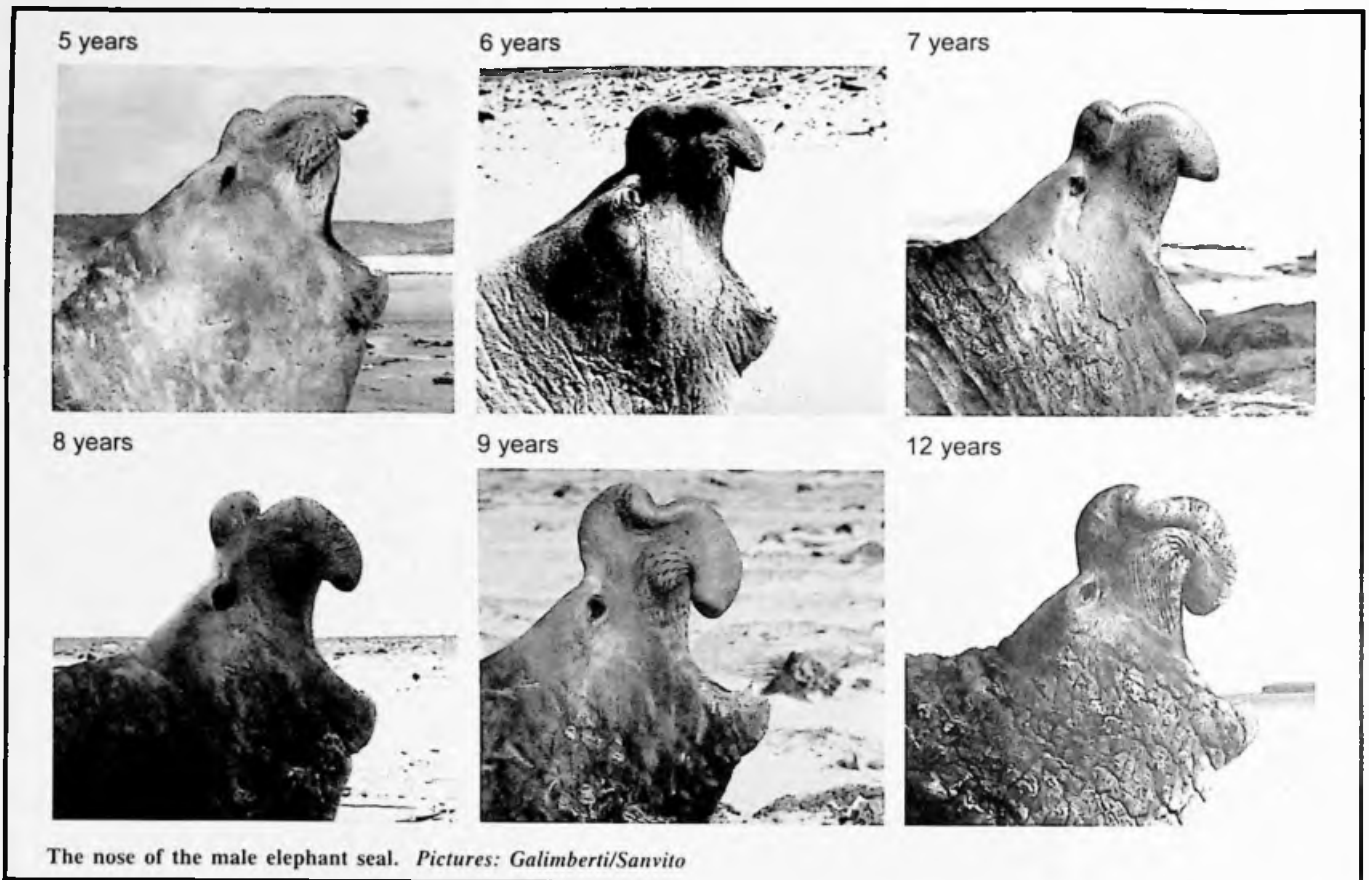 5 years
6 years
7 years
8 years
9 years
12 years
The nose of the male elephant seal. Pictures: Galimberti/Sanvito